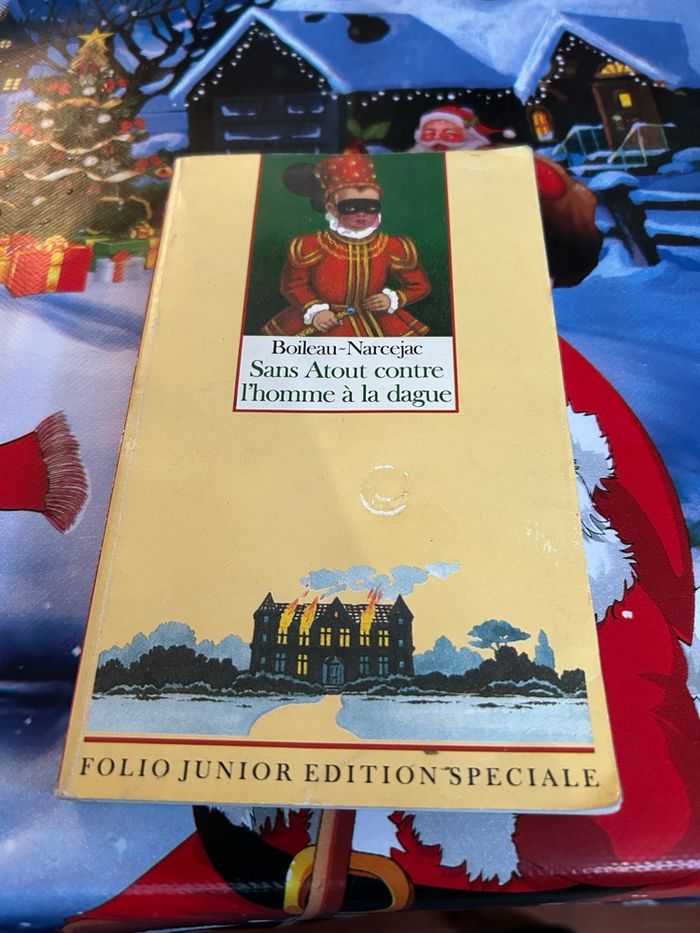 Boileau-Narcejac
Sans Atout contre
l'homme à la dague
FOLIO JUNIOR EDITION SPECIALE